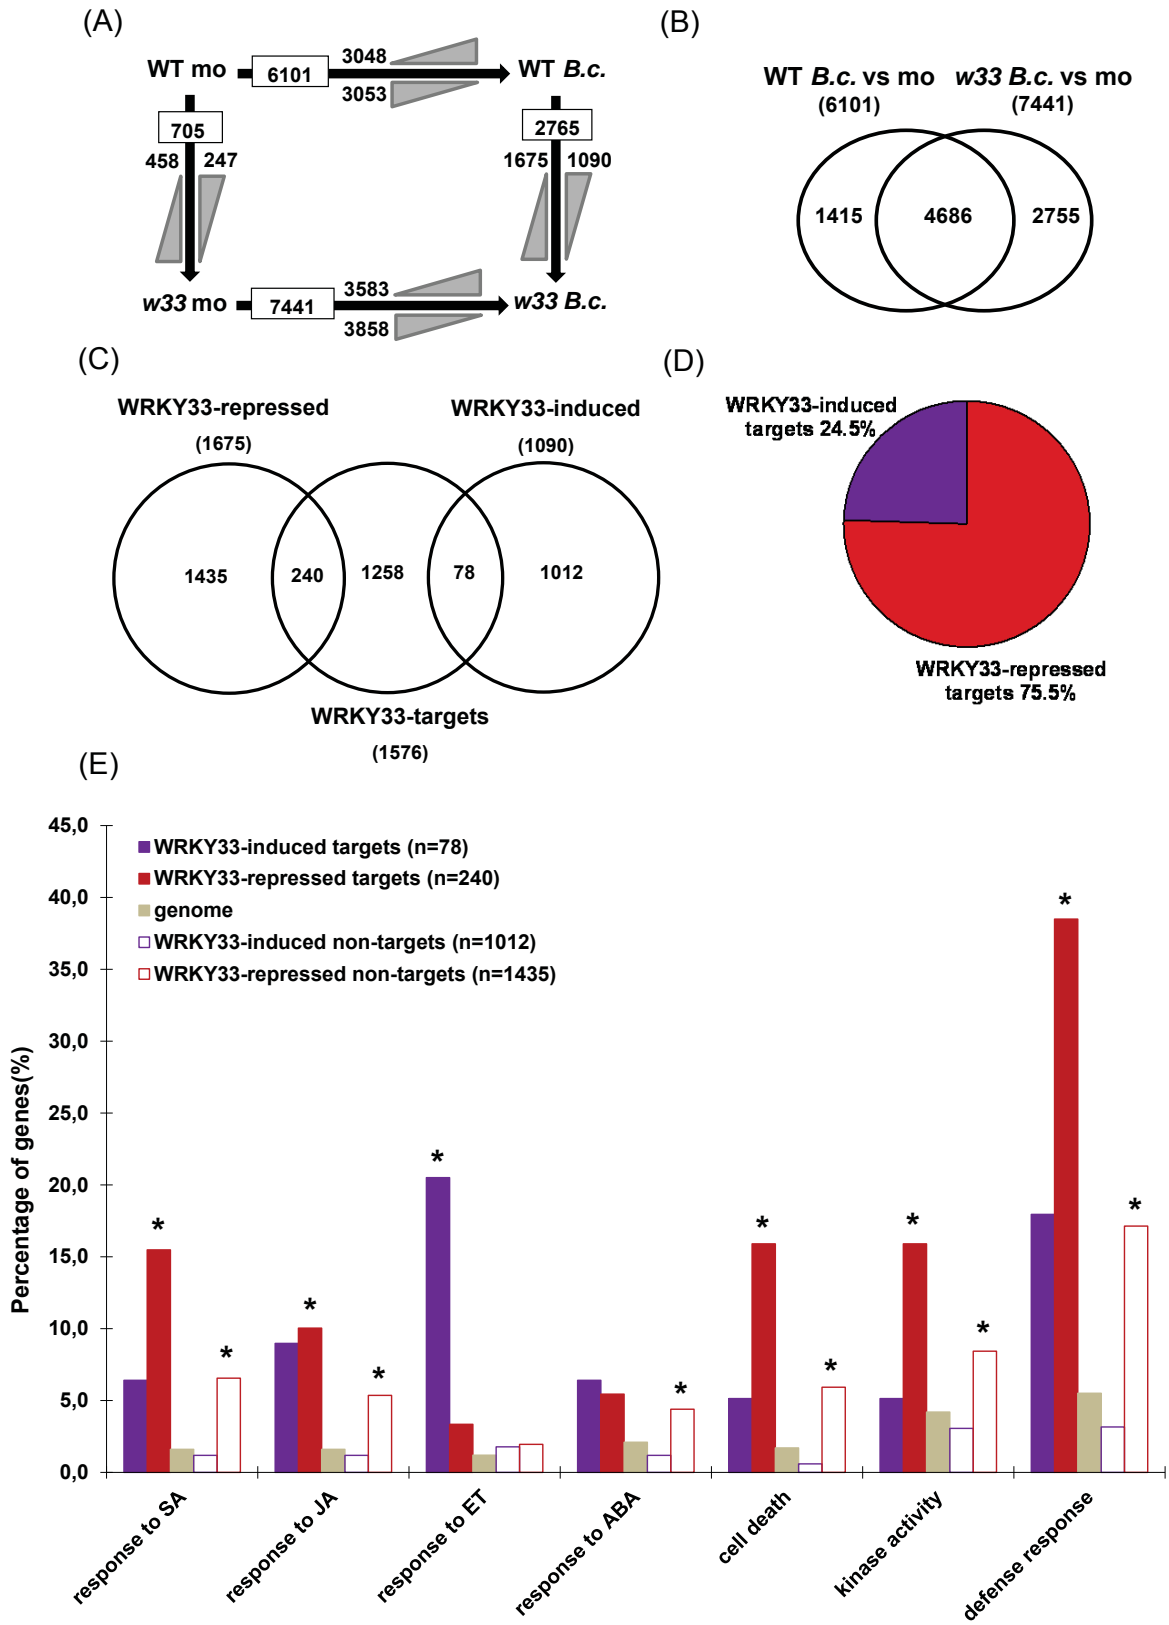 (A)
WT mo
6101
3048
3053
WT B.c.
705
458
247
2765
1675
1090
w33 mo
7441
3583
3858
w33 B.c.
(B)
WT B.c. vs mo
(6101)
w33 B.c. vs mo
(7441)
1415
4686
2755
(C)
WRKY33-repressed
(1675)
WRKY33-induced
(1090)
1435
240
1258
78
1012
WRKY33-targets
(1576)
(D)
WRKY33-induced
targets 24.5%
WRKY33-repressed
targets 75.5%
(E)
Percentage of genes(%)
45,0
40,0
35,0
30,0
25,0
20,0
15,0
10,0
5,0
0,0
WRKY33-induced targets (n=78)
WRKY33-repressed targets (n=240)
genome
WRKY33-induced non-targets (n=1012)
WRKY33-repressed non-targets (n=1435)
*
*
*
*
*
*
*
*
*
*
*
*
response to SA
response to JA
response to ET
response to ABA
cell death
kinase activity
defense response